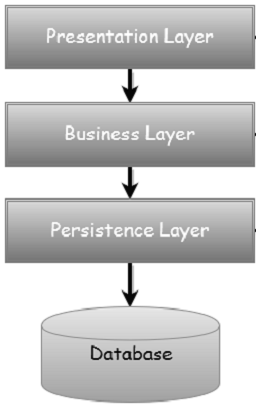 Presentation Layer
Business Layer
Persistence Layer
Database